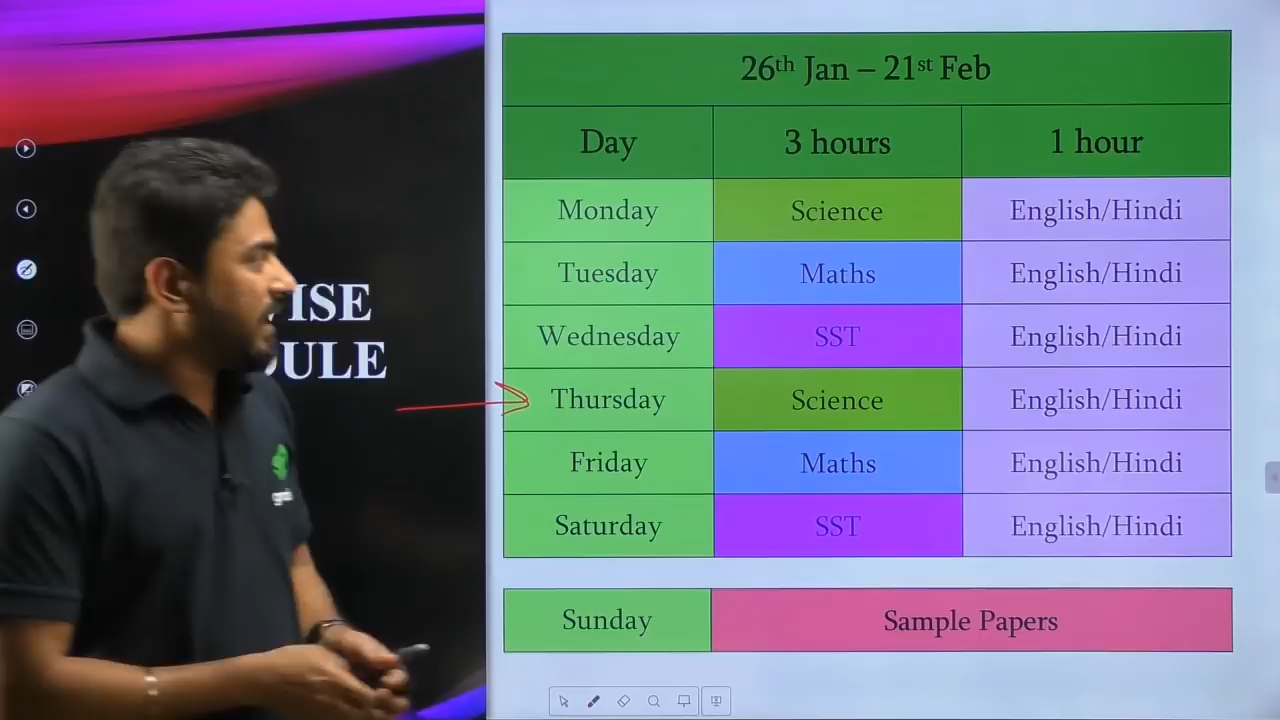 26th Jan – 21st Feb
Day 3 hours 1 hour
Monday Science English/Hindi
Tuesday Maths English/Hindi
Wednesday SST English/Hindi
Thursday Science English/Hindi
Friday Maths English/Hindi
Saturday SST English/Hindi
Sunday Sample Papers